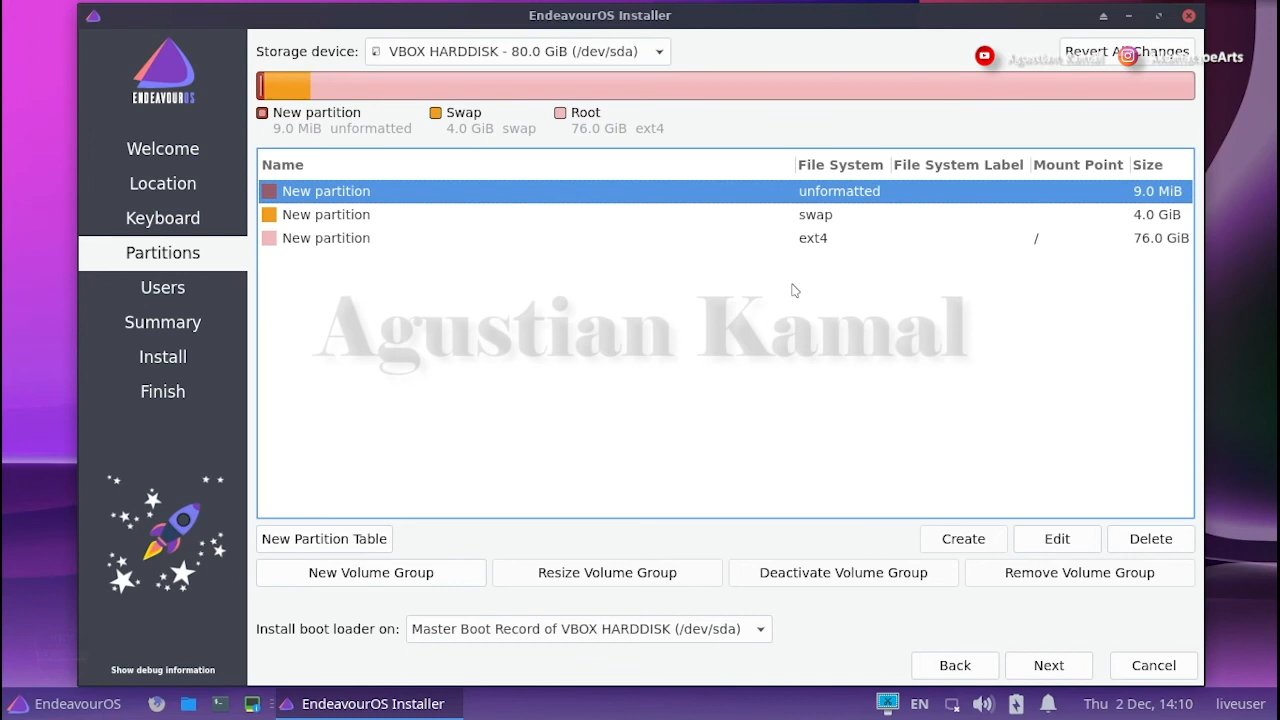 EndeavourOS Installer
ENDEAVOUROS
Welcome
Location
Keyboard
Partitions
Users
Summary
Install
Finish
Show debug information
Storage device: VBOX HARDDISK - 80.0 GiB (/dev/sda)
Revert All Changes
Agustian Kamal
New partition Swap Root
9.0 MiB unformatted 4.0 GiB swap 76.0 GiB ext4
Name File System File System Label Mount Point Size
New partition unformatted 9.0 MiB
New partition swap 4.0 GiB
New partition ext4 / 76.0 GiB
Agustian Kamal
New Partition Table Create Edit Delete
New Volume Group Resize Volume Group Deactivate Volume Group Remove Volume Group
Install boot loader on: Master Boot Record of VBOX HARDDISK (/dev/sda)
Back Next Cancel
EndeavourOS EndeavourOS Installer EN Thu 2 Dec, 14:10 liveuser